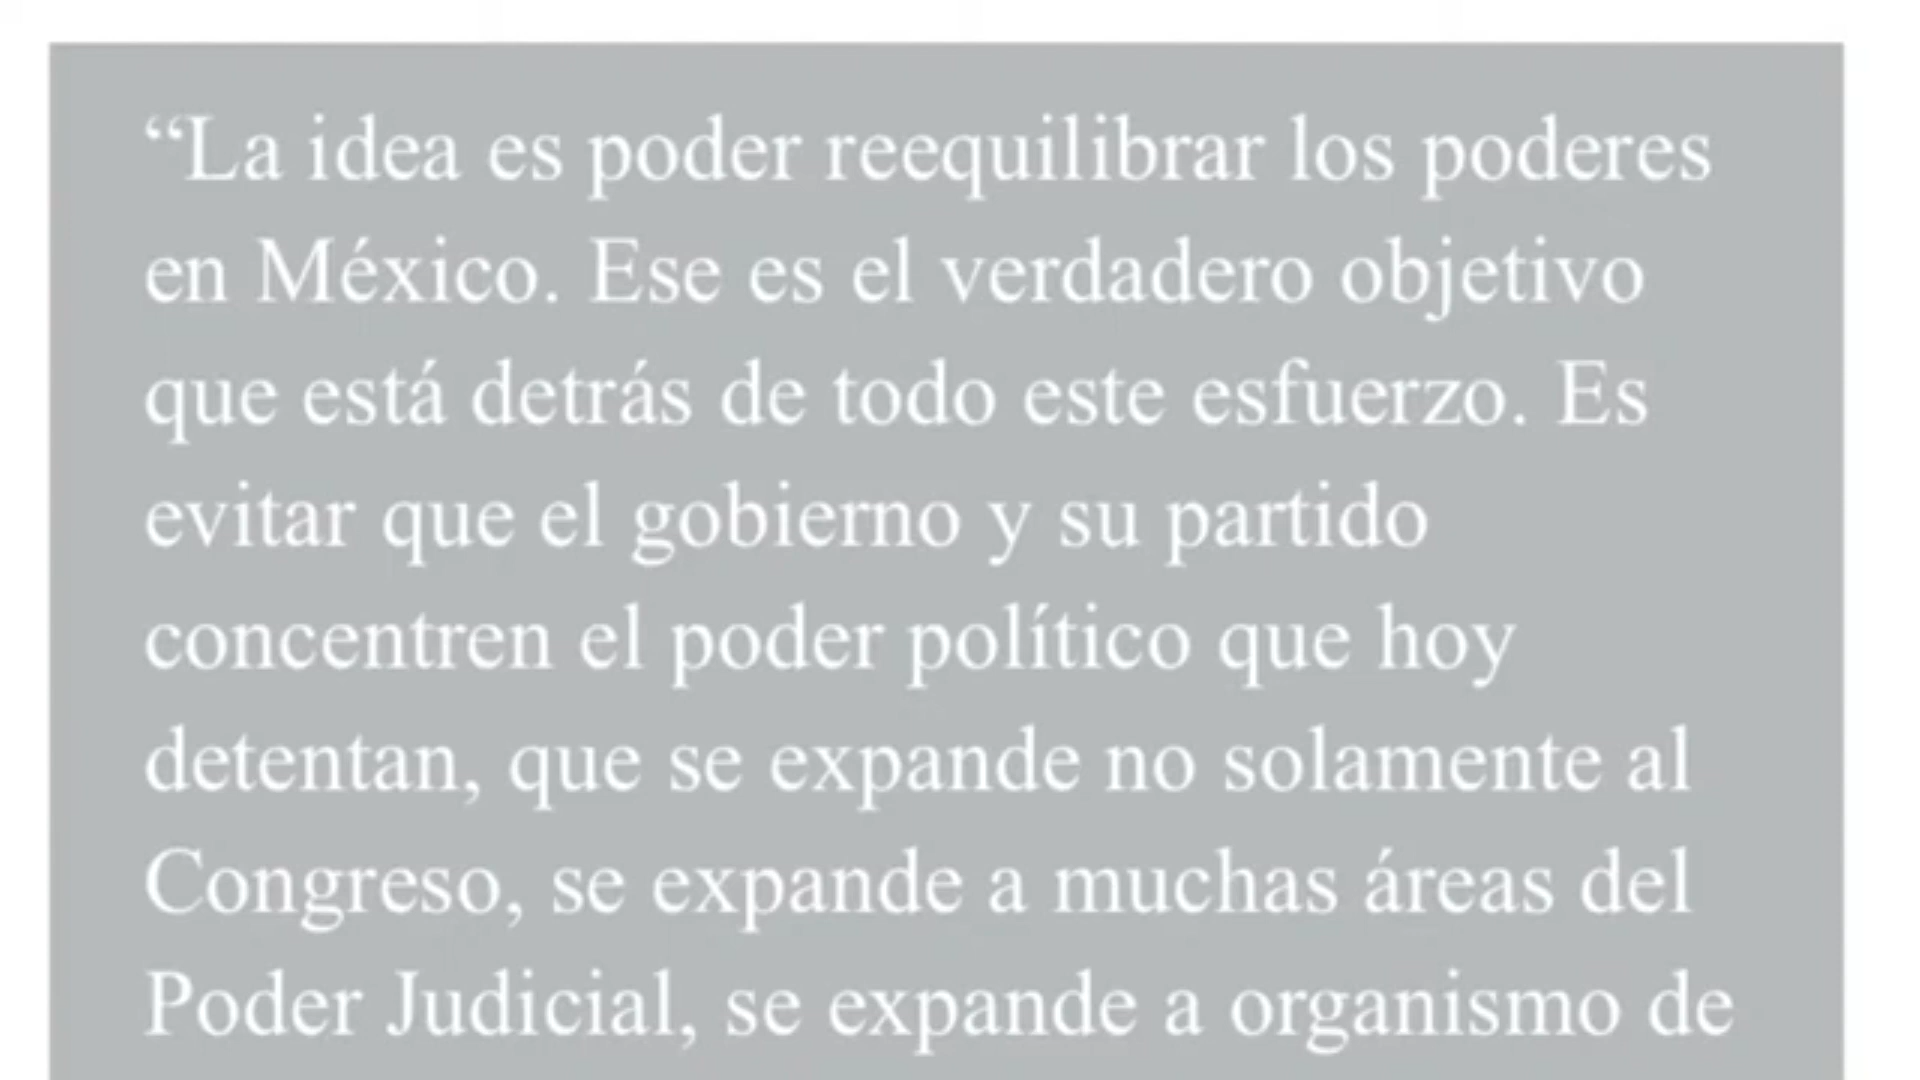 “La idea es poder reequilibrar los poderes
en México. Ese es el verdadero objetivo
que está detrás de todo este esfuerzo. Es
evitar que el gobierno y su partido
concentren el poder político que hoy
detentan, que se expande no solamente al
Congreso, se expande a muchas áreas del
Poder Judicial, se expande a organismo de